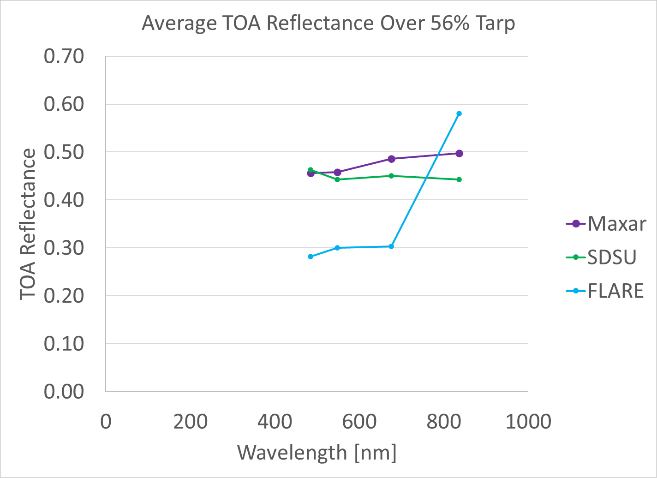 Average TOA Reflectance Over 56% Tarp
0.70
0.60
0.50
0.40
0.30
0.20
0.10
0.00
TOA Reflectance
0 200 400 600 800 1000
Wavelength [nm]
Maxar
SDSU
FLARE